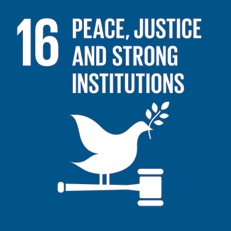 16 PEACE, JUSTICE
AND STRONG
INSTITUTIONS